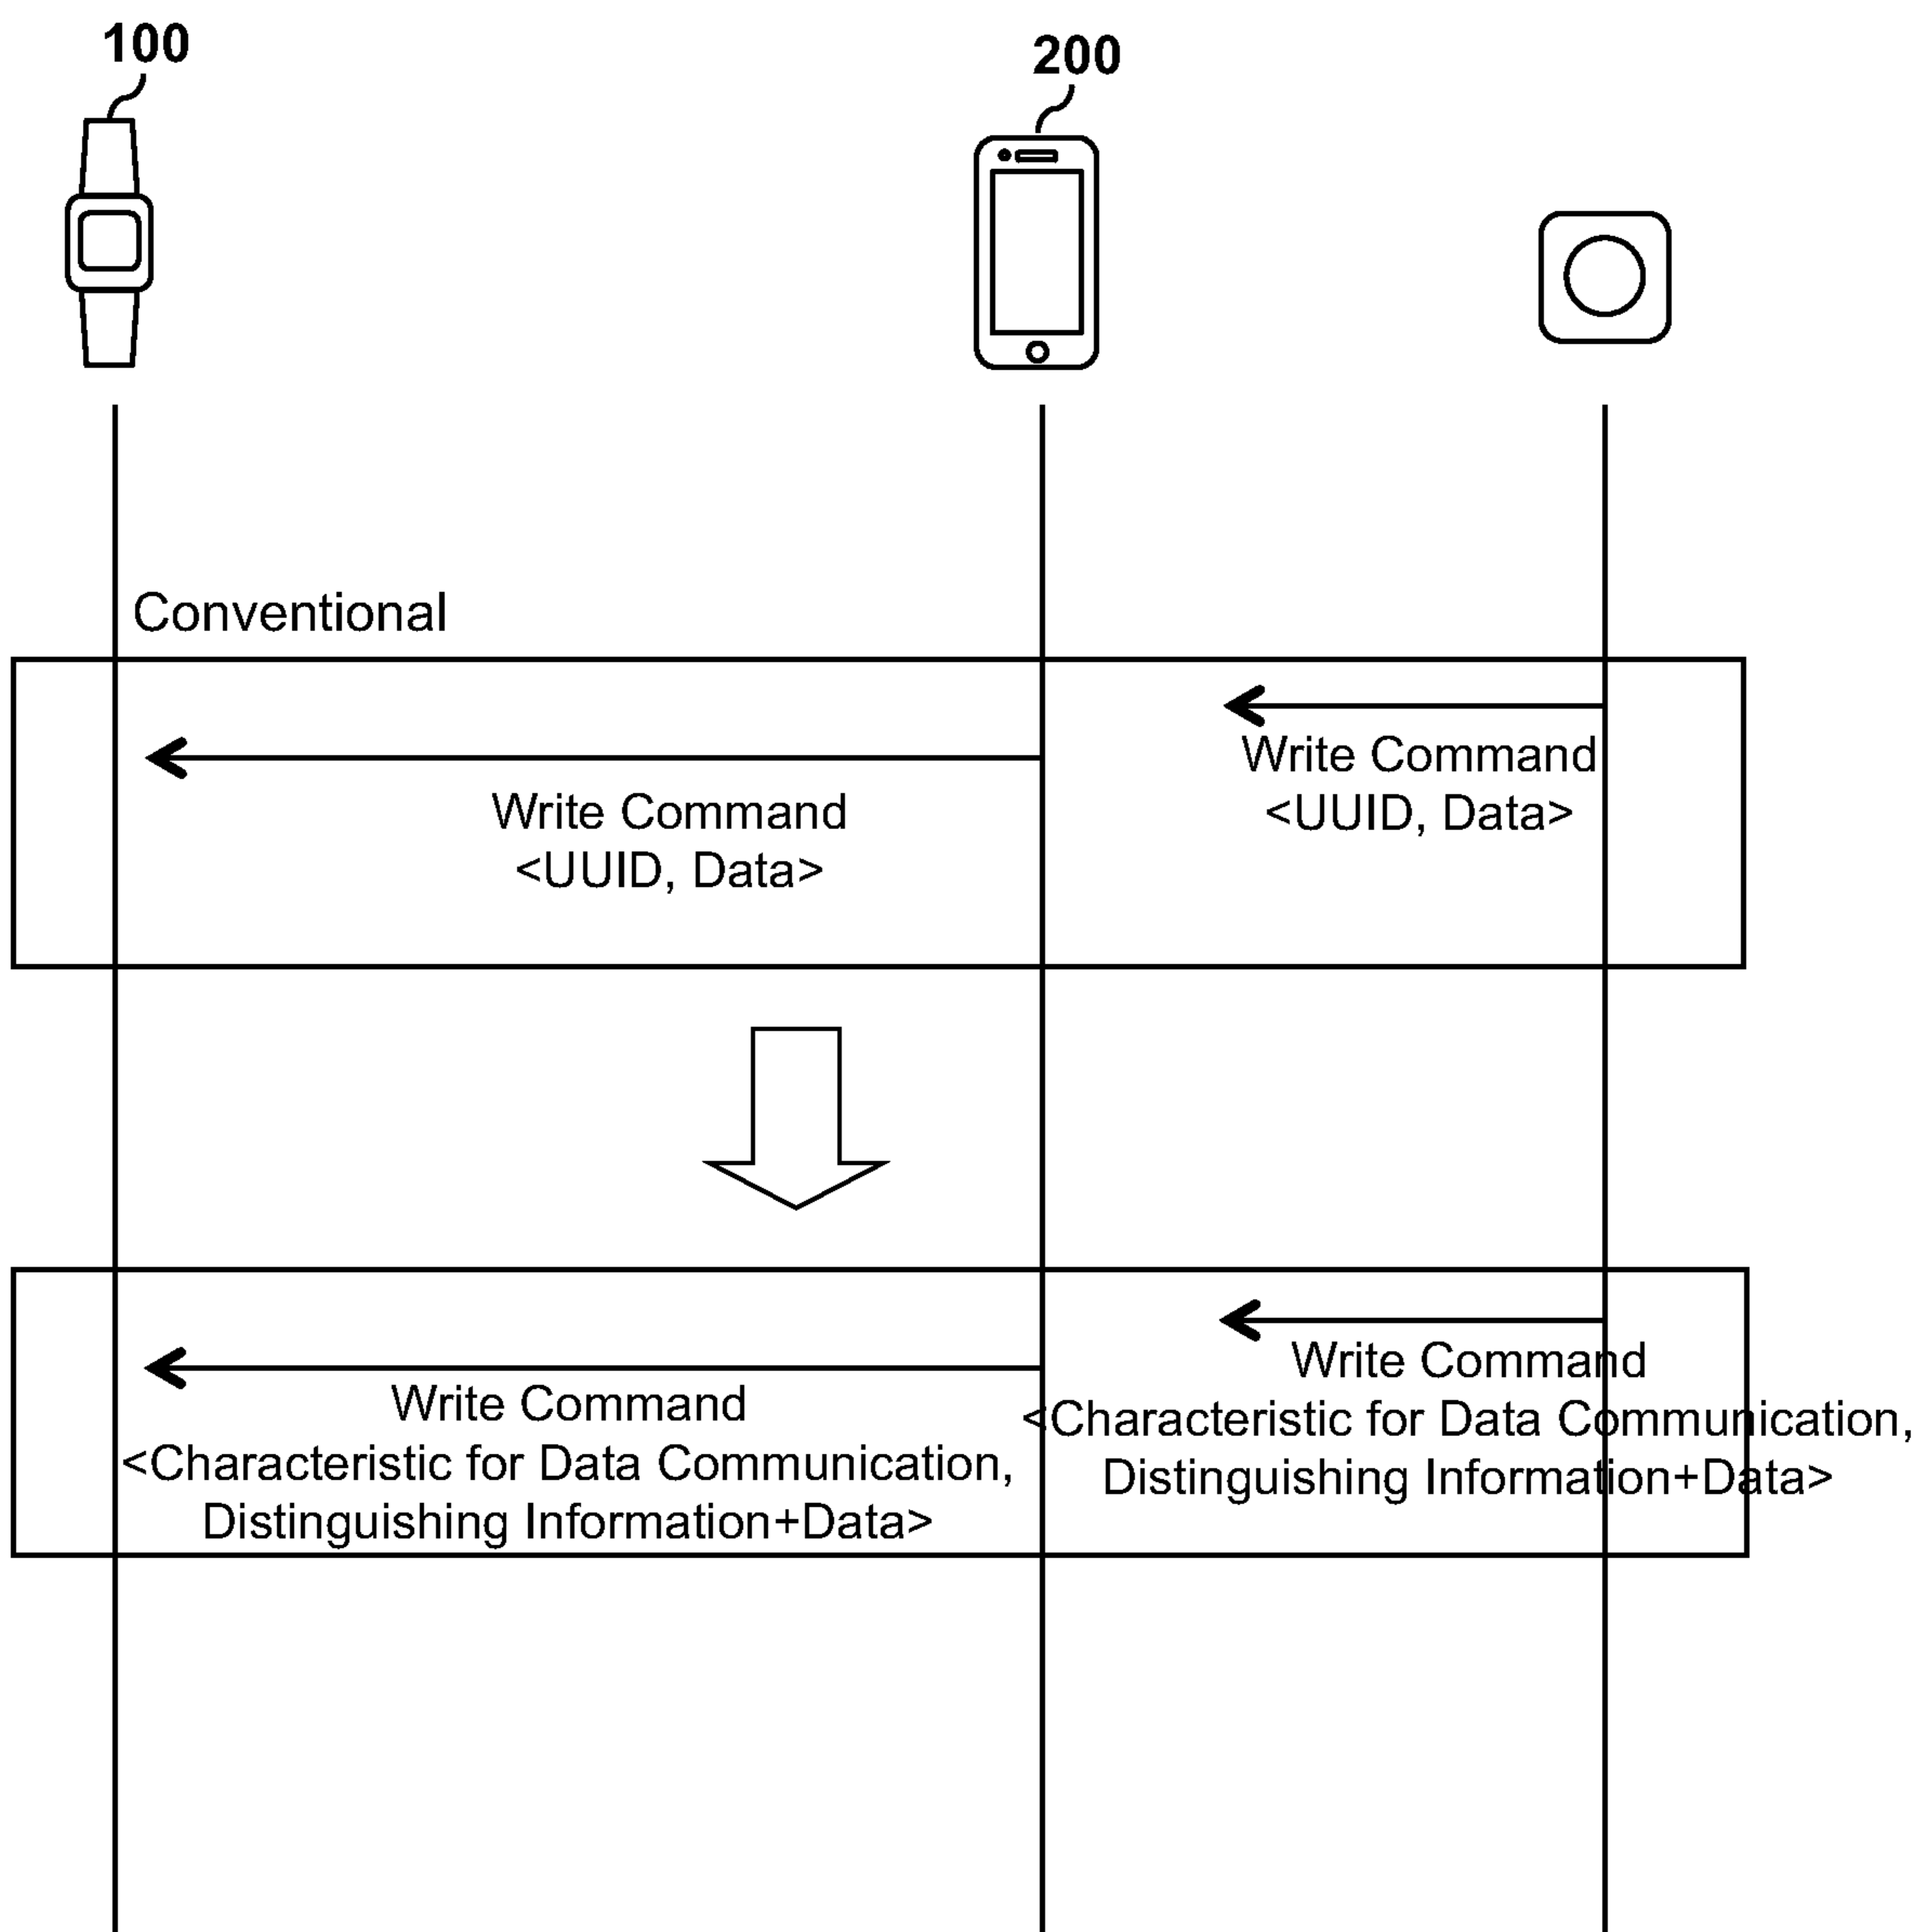 100
200
Conventional
Write Command
<UUID, Data>
Write Command
<UUID, Data>
Write Command
<Characteristic for Data Communication,
Distinguishing Information+Data>
Write Command
<Characteristic for Data Communication,
Distinguishing Information+Data>